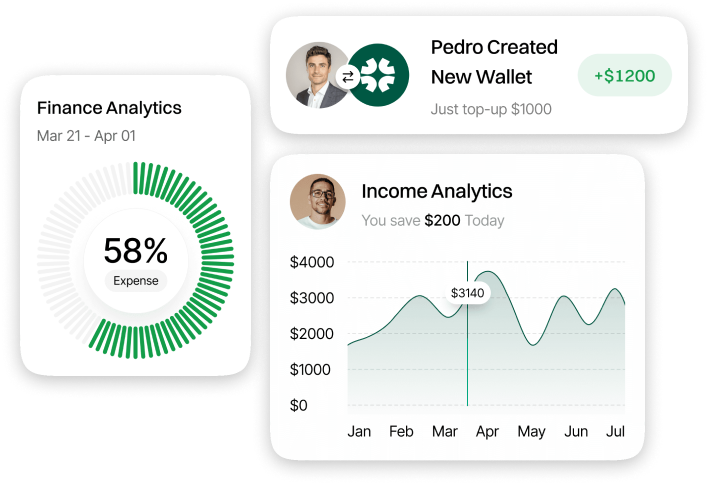 Pedro Created
New Wallet
Just top-up $1000
+$1200
Finance Analytics
Mar 21 - Apr 01
58%
Expense
Income Analytics
You save $200 Today
$4000
$3000
$2000
$1000
$0
$3140
Jan Feb Mar Apr May Jun Jul